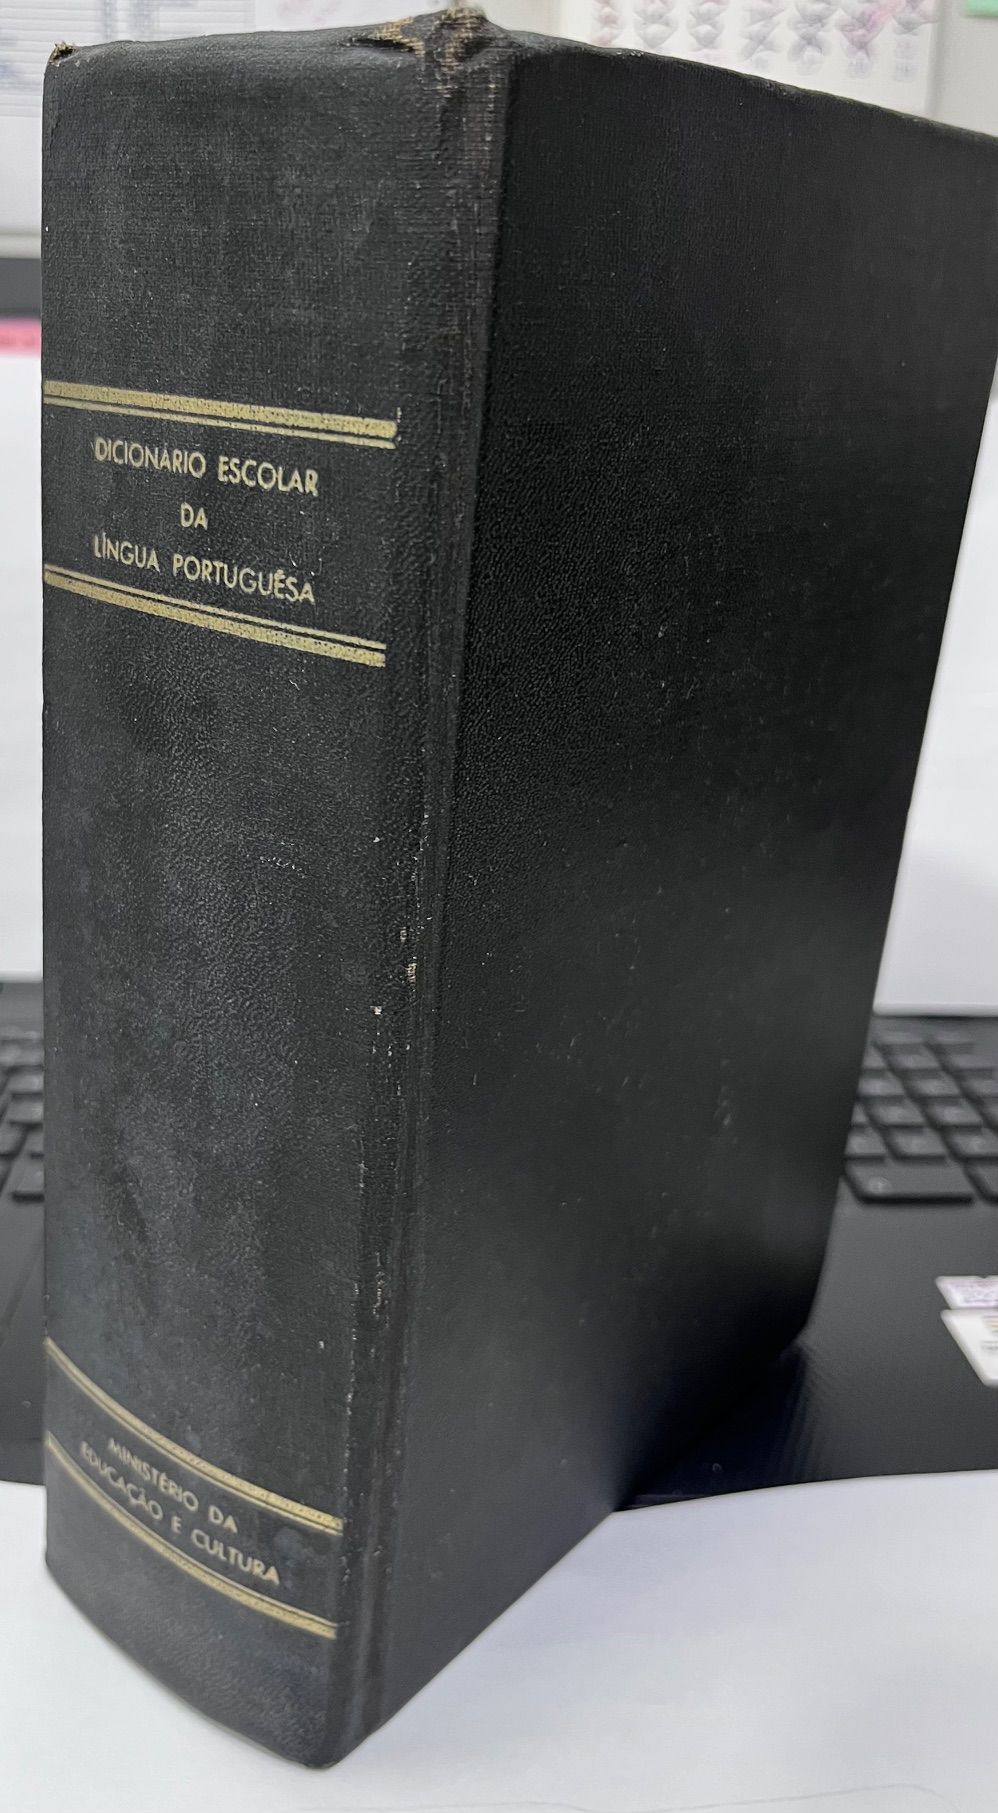 DICIONÁRIO ESCOLAR
DA
LÍNGUA PORTUGUÊSA
MINISTÉRIO DA
EDUCAÇÃO E CULTURA